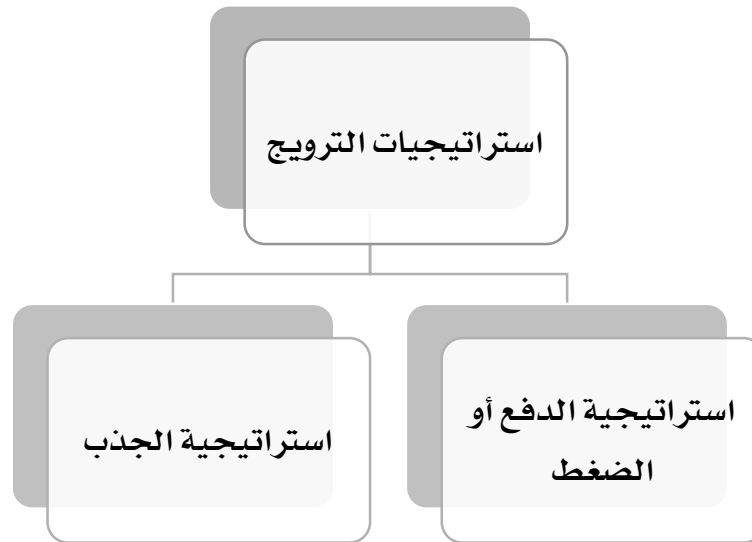 استراتيجيات الترويج
استراتيجية الدفع أو
الضغط
استراتيجية الجذب